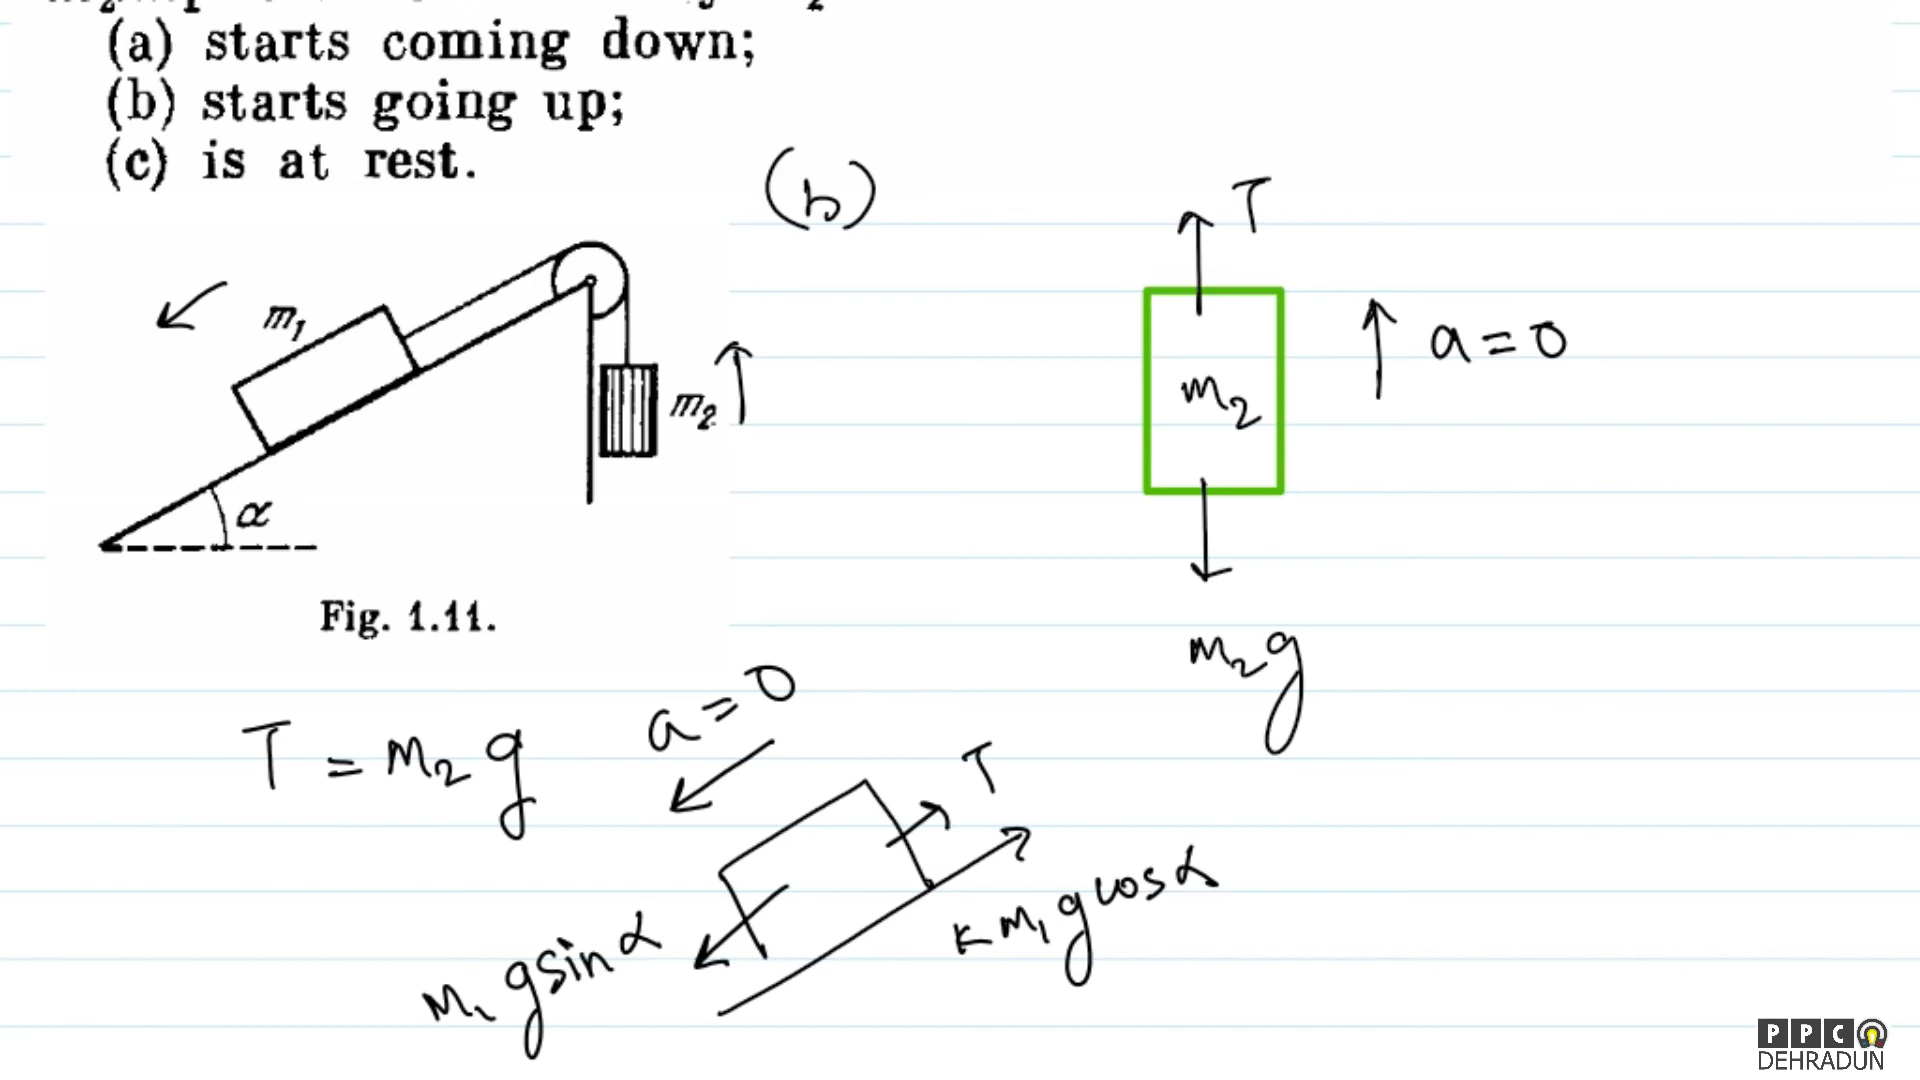 (a) starts coming down;
(b) starts going up;
(c) is at rest.
(b)
T
m₁
a = 0
m₂
m₂
α
Fig. 1.11.
m₂g
a = 0
T = m₂g
T
km₁gcosα
m₁gsinα
PPC
DEHRADUN